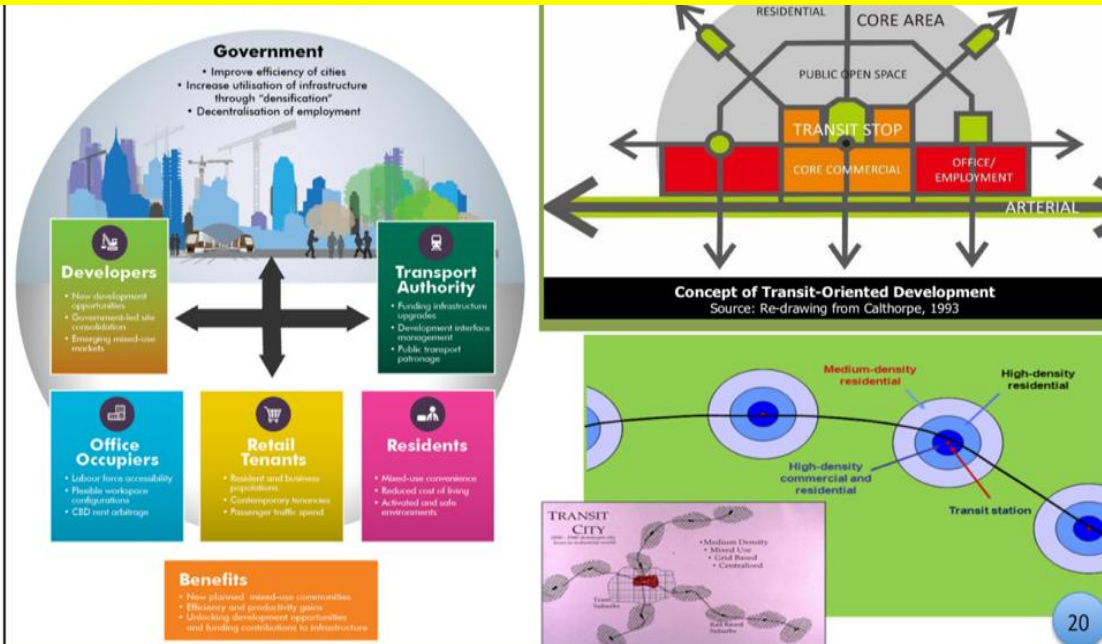 Government
• Improve efficiency of cities
• Increase utilisation of infrastructure
through "densification"
• Decentralisation of employment
Developers
• New development
opportunities
• Government-led site
consolidation
• Emerging mixed-use
markets
Transport
Authority
• Funding infrastructure
upgrades
• Development interface
management
• Public transport
patronage
Office
Occupiers
• Labour force accessibility
• Flexible workspace
configurations
• CBD rent arbitrage
Retail
Tenants
• Resident and business
populations
• Contemporary tenancies
• Passenger traffic spend
Residents
• Mixed-use convenience
• Reduced cost of living
• Activated and safe
environments
Benefits
• New planned mixed-use communities
• Efficiency and productivity gains
• Unlocking development opportunities
and funding contributions to infrastructure
RESIDENTIAL
CORE AREA
PUBLIC OPEN SPACE
TRANSIT STOP
CORE COMMERCIAL
OFFICE/
EMPLOYMENT
ARTERIAL
Concept of Transit-Oriented Development
Source: Re-drawing from Calthorpe, 1993
Medium-density
residential
High-density
residential
High-density
commercial and
residential
Transit station
TRANSIT
CITY
• Medium Density
• Mixed Use
• Grid Based
• Centralised
Suburbs
Rail Based
Suburbs
20